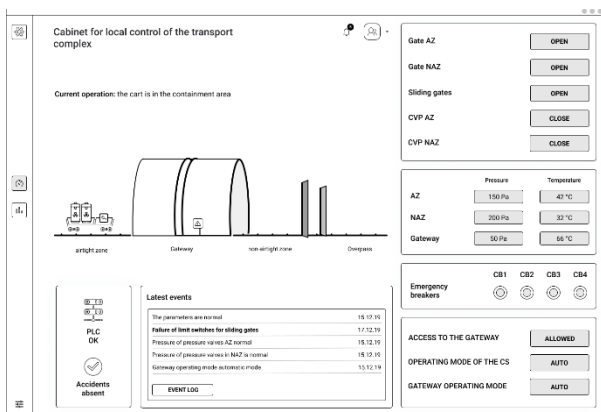 Cabinet for local control of the transport
complex
Current operation: the cart is in the containment area
airtight zone
Gateway
non-airtight zone
Overpass
PLC
OK
Accidents
absent
Latest events
The parameters are normal 15.12.19
Failure of limit switches for sliding gates 17.12.19
Pressure of pressure valves AZ normal 15.12.19
Pressure of pressure valves in NAZ is normal 15.12.19
Gateway operating mode automatic mode 13.12.19
EVENT LOG
Gate AZ OPEN
Gate NAZ OPEN
Sliding gates OPEN
CVP AZ CLOSE
CVP NAZ CLOSE
Pressure Temperature
AZ 150 Pa 42 °C
NAZ 200 Pa 32 °C
Gateway 50 Pa 66 °C
CB1 CB2 CB3 CB4
Emergency
breakers
ACCESS TO THE GATEWAY ALLOWED
OPERATING MODE OF THE CS AUTO
GATEWAY OPERATING MODE AUTO